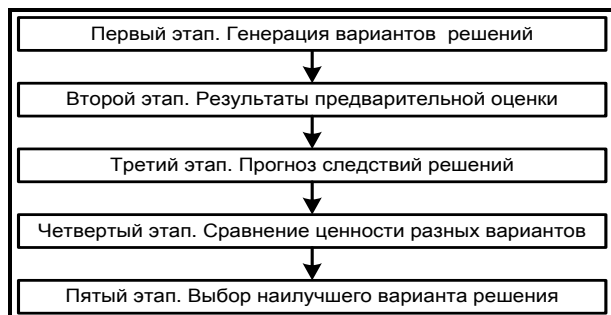 Первый этап. Генерация вариантов решений
Второй этап. Результаты предварительной оценки
Третий этап. Прогноз следствий решений
Четвертый этап. Сравнение ценности разных вариантов
Пятый этап. Выбор наилучшего варианта решения